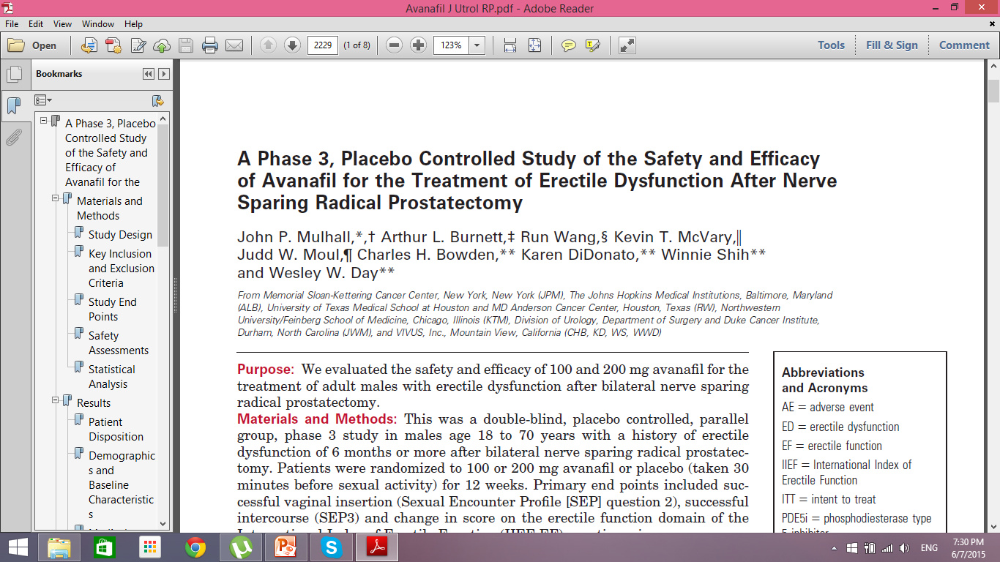 Avanafil J Utrol RP.pdf - Adobe Reader
File Edit View Window Help
Open 2229 (1 of 8) 123% Tools Fill & Sign Comment
Bookmarks
A Phase 3, Placebo
Controlled Study
of the Safety and
Efficacy of
Avanafil for the
Materials and
Methods
Study Design
Key Inclusion
and Exclusion
Criteria
Study End
Points
Safety
Assessments
Statistical
Analysis
Results
Patient
Disposition
Demographic
s and
Baseline
Characteristic
s
A Phase 3, Placebo Controlled Study of the Safety and Efficacy
of Avanafil for the Treatment of Erectile Dysfunction After Nerve
Sparing Radical Prostatectomy
John P. Mulhall,*,† Arthur L. Burnett,‡ Run Wang,§ Kevin T. McVary,‖
Judd W. Moul,¶ Charles H. Bowden,** Karen DiDonato,** Winnie Shih**
and Wesley W. Day**
From Memorial Sloan-Kettering Cancer Center, New York, New York (JPM), The Johns Hopkins Medical Institutions, Baltimore, Maryland
(ALB), University of Texas Medical School at Houston and MD Anderson Cancer Center, Houston, Texas (RW), Northwestern
University/Feinberg School of Medicine, Chicago, Illinois (KTM), Division of Urology, Department of Surgery and Duke Cancer Institute,
Durham, North Carolina (JWM), and VIVUS, Inc., Mountain View, California (CHB, KD, WS, WWD)
Purpose: We evaluated the safety and efficacy of 100 and 200 mg avanafil for the
treatment of adult males with erectile dysfunction after bilateral nerve sparing
radical prostatectomy.
Materials and Methods: This was a double-blind, placebo controlled, parallel
group, phase 3 study in males age 18 to 70 years with a history of erectile
dysfunction of 6 months or more after bilateral nerve sparing radical prostatec-
tomy. Patients were randomized to 100 or 200 mg avanafil or placebo (taken 30
minutes before sexual activity) for 12 weeks. Primary end points included suc-
cessful vaginal insertion (Sexual Encounter Profile [SEP] question 2), successful
intercourse (SEP3) and change in score on the erectile function domain of the
Abbreviations
and Acronyms
AE = adverse event
ED = erectile dysfunction
EF = erectile function
IIEF = International Index of
Erectile Function
ITT = intent to treat
PDE5i = phosphodiesterase type
ENG
7:30 PM
6/7/2015